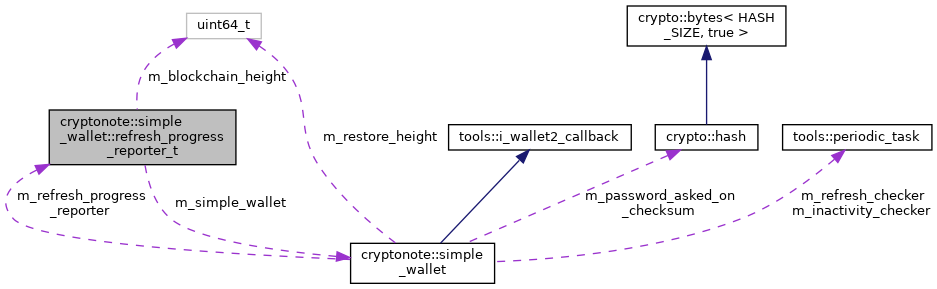 uint64_t
crypto::bytes< HASH
_SIZE, true >
m_blockchain_height
cryptonote::simple
_wallet::refresh_progress
_reporter_t
m_restore_height
tools::i_wallet2_callback
crypto::hash
tools::periodic_task
m_refresh_progress
_reporter
m_simple_wallet
m_password_asked_on
_checksum
m_refresh_checker
m_inactivity_checker
cryptonote::simple
_wallet